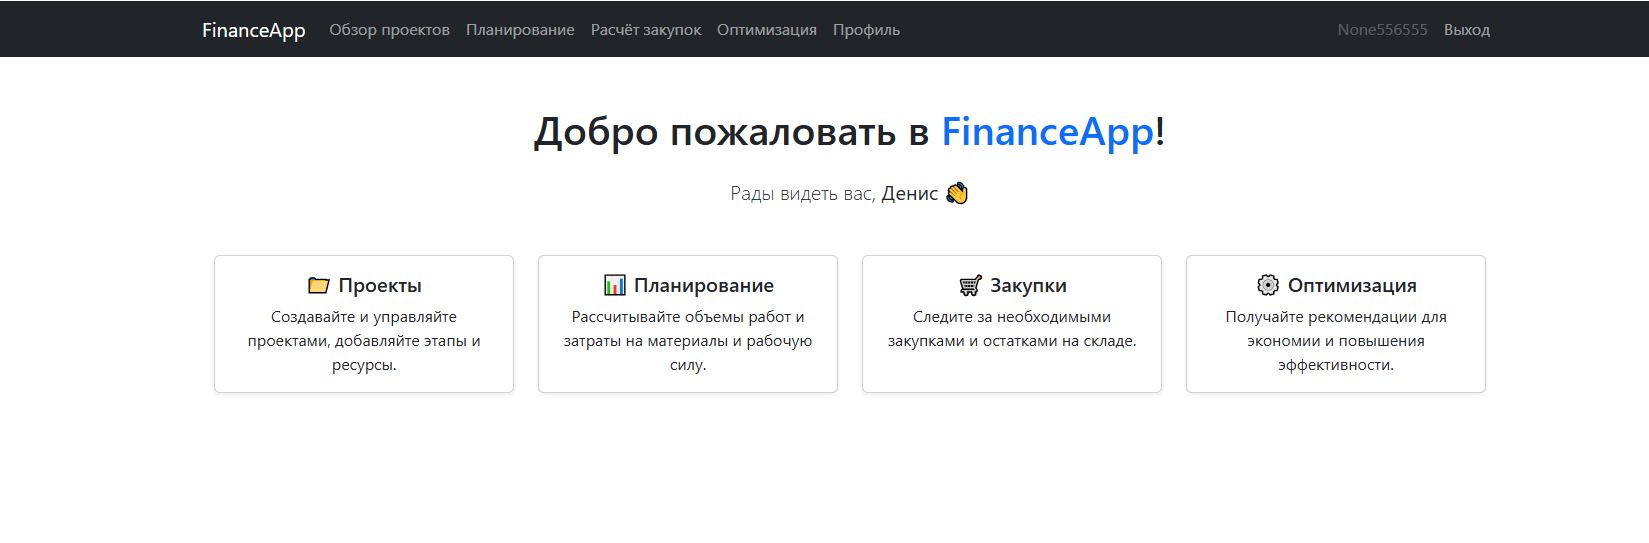 FinanceApp Обзор проектов Планирование Расчёт закупок Оптимизация Профиль None556555 Выход
Добро пожаловать в FinanceApp!
Рады видеть вас, Денис
Проекты
Создавайте и управляйте
проектами, добавляйте этапы и
ресурсы.
Планирование
Рассчитывайте объемы работ и
затраты на материалы и рабочую
силу.
Закупки
Следите за необходимыми
закупками и остатками на складе.
Оптимизация
Получайте рекомендации для
экономии и повышения
эффективности.